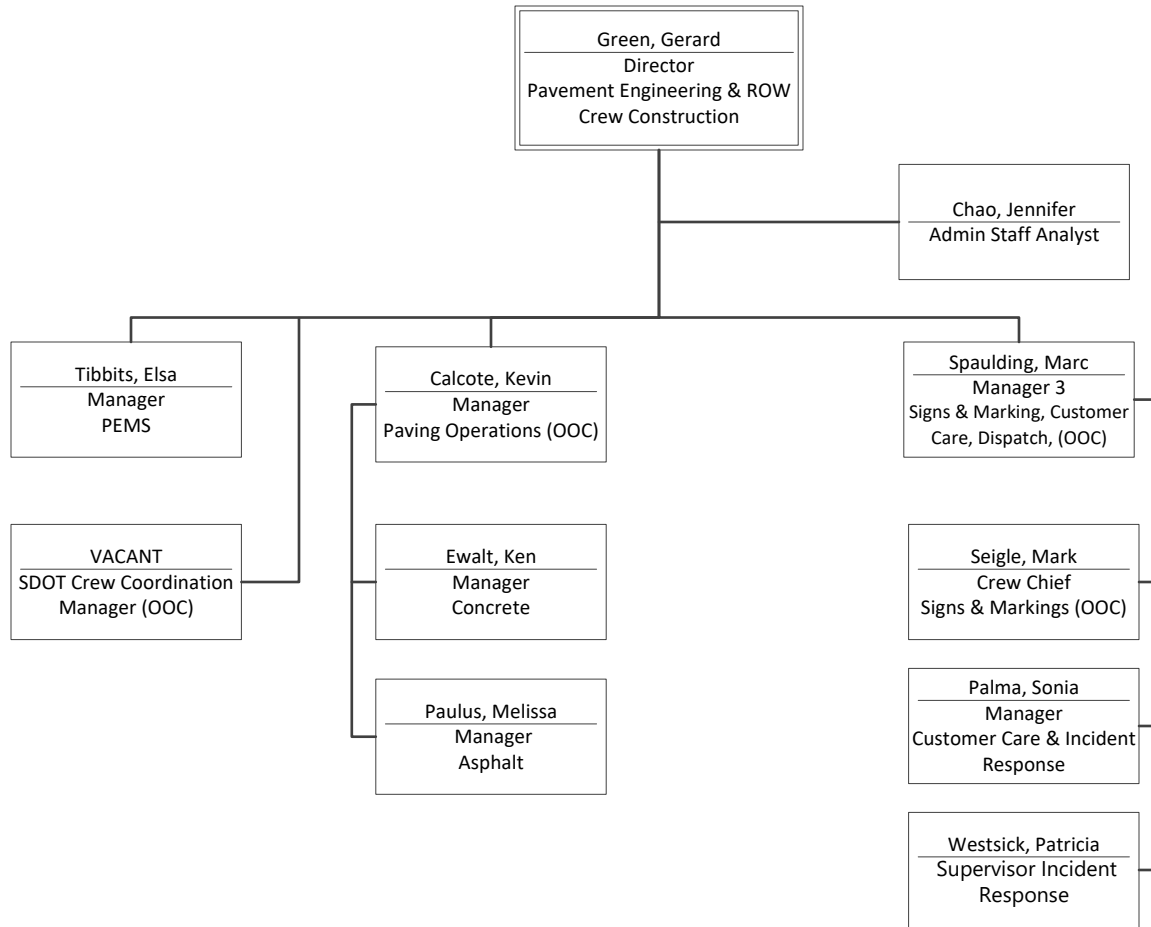 Green, Gerard
Director
Pavement Engineering & ROW
Crew Construction
Chao, Jennifer
Admin Staff Analyst
Tibbits, Elsa
Manager
PEMS
Calcote, Kevin
Manager
Paving Operations (OOC)
Spaulding, Marc
Manager 3
Signs & Marking, Customer
Care, Dispatch, (OOC)
VACANT
SDOT Crew Coordination
Manager (OOC)
Ewalt, Ken
Manager
Concrete
Seigle, Mark
Crew Chief
Signs & Markings (OOC)
Paulus, Melissa
Manager
Asphalt
Palma, Sonia
Manager
Customer Care & Incident
Response
Westsick, Patricia
Supervisor Incident
Response